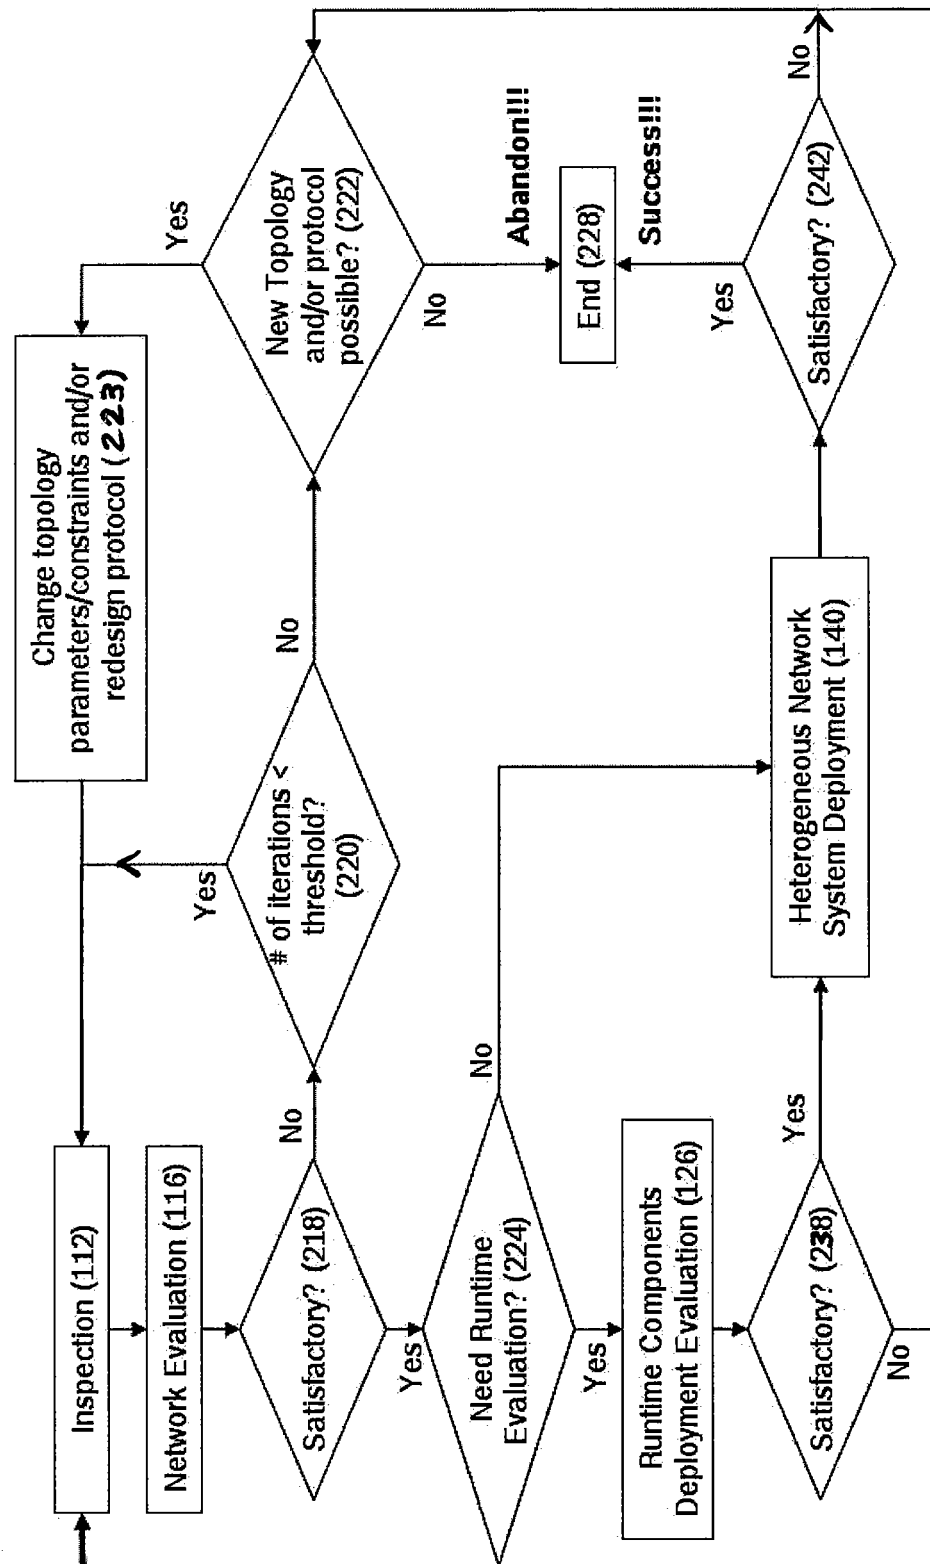 Inspection (112)
Network Evaluation (116)
Satisfactory? (218)
No
Yes
# of iterations <
threshold?
(220)
Yes
No
Change topology
parameters/constraints and/or
redesign protocol (223)
New Topology
and/or protocol
possible? (222)
Yes
No
Abandon!!!
End (228)
Success!!!
Need Runtime
Evaluation? (224)
No
Yes
Runtime Components
Deployment Evaluation (126)
Satisfactory? (238)
Yes
No
Heterogeneous Network
System Deployment (140)
Satisfactory? (242)
Yes
No